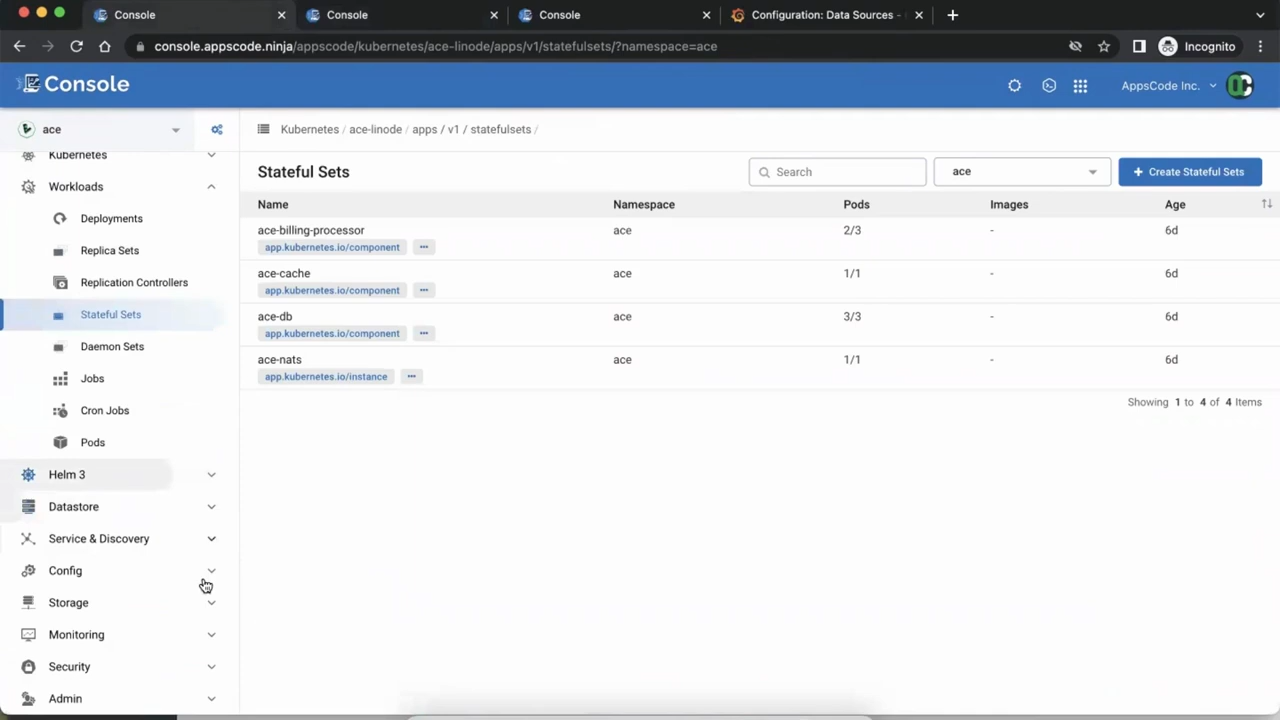 Console
Console
Console
Configuration: Data Sources -
console.appscode.ninja/appscode/kubernetes/ace-linode/apps/v1/statefulsets/?namespace=ace
Incognito
Console
AppsCode Inc.
ace
Kubernetes / ace-linode / apps / v1 / statefulsets /
Kubernetes
Workloads
Deployments
Replica Sets
Replication Controllers
Stateful Sets
Daemon Sets
Jobs
Cron Jobs
Pods
Helm 3
Datastore
Service & Discovery
Config
Storage
Monitoring
Security
Admin
Stateful Sets
Search
ace
+ Create Stateful Sets
Name Namespace Pods Images Age
ace-billing-processor ace 2/3 - 6d
app.kubernetes.io/component ...
ace-cache ace 1/1 - 6d
app.kubernetes.io/component ...
ace-db ace 3/3 - 6d
app.kubernetes.io/component ...
ace-nats ace 1/1 - 6d
app.kubernetes.io/instance ...
Showing 1 to 4 of 4 Items